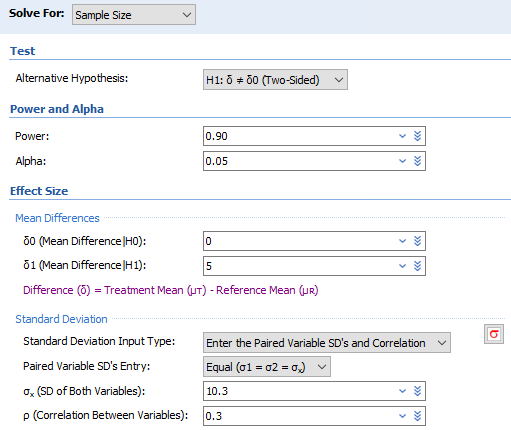 Solve For: Sample Size
Test
Alternative Hypothesis: H1: δ ≠ δ0 (Two-Sided)
Power and Alpha
Power: 0.90
Alpha: 0.05
Effect Size
Mean Differences
δ0 (Mean Difference|H0): 0
δ1 (Mean Difference|H1): 5
Difference (δ) = Treatment Mean (μT) - Reference Mean (μR)
Standard Deviation
Standard Deviation Input Type: Enter the Paired Variable SD's and Correlation
σ
Paired Variable SD's Entry: Equal (σ1 = σ2 = σx)
σx (SD of Both Variables): 10.3
ρ (Correlation Between Variables): 0.3